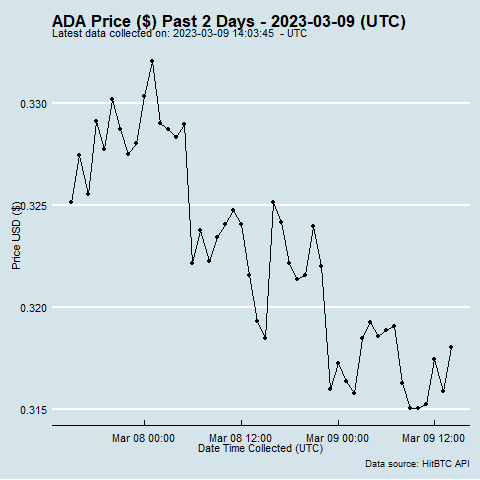 ADA Price ($) Past 2 Days - 2023-03-09 (UTC)
Latest data collected on: 2023-03-09 14:03:45 - UTC
Price USD ($)
0.330
0.325
0.320
0.315
Mar 08 00:00 Mar 08 12:00 Mar 09 00:00 Mar 09 12:00
Date Time Collected (UTC)
Data source: HitBTC API